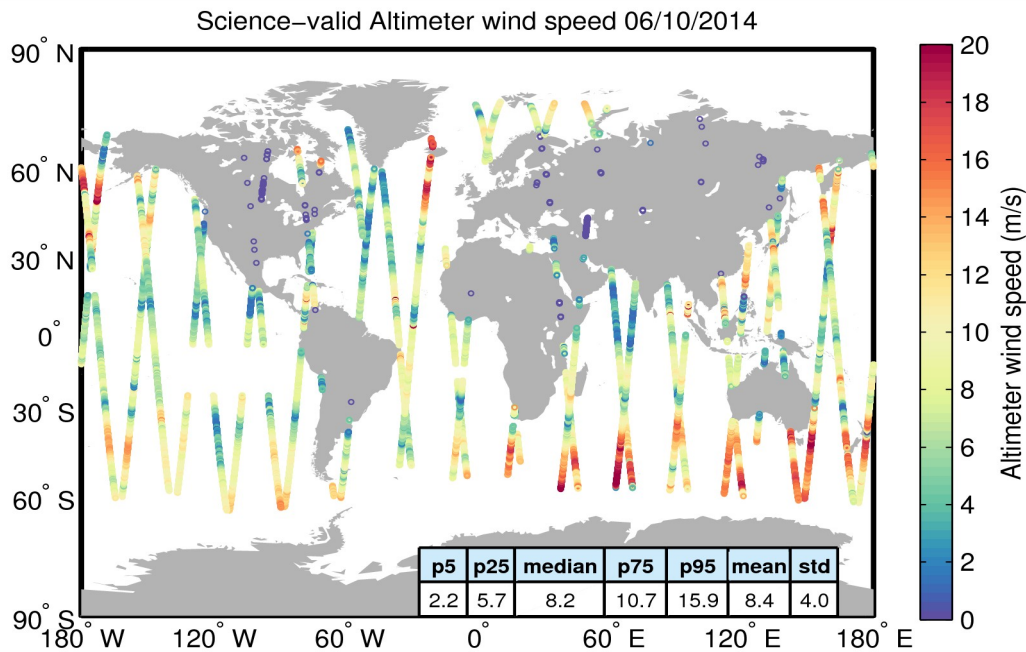 Science−valid Altimeter wind speed 06/10/2014
90° N
60° N
30° N
0°
30° S
60° S
90° S
180° W
120° W
60° W
0°
60° E
120° E
180° E
p5 p25 median p75 p95 mean std
2.2 5.7 8.2 10.7 15.9 8.4 4.0
20
18
16
14
12
10
8
6
4
2
0
Altimeter wind speed (m/s)